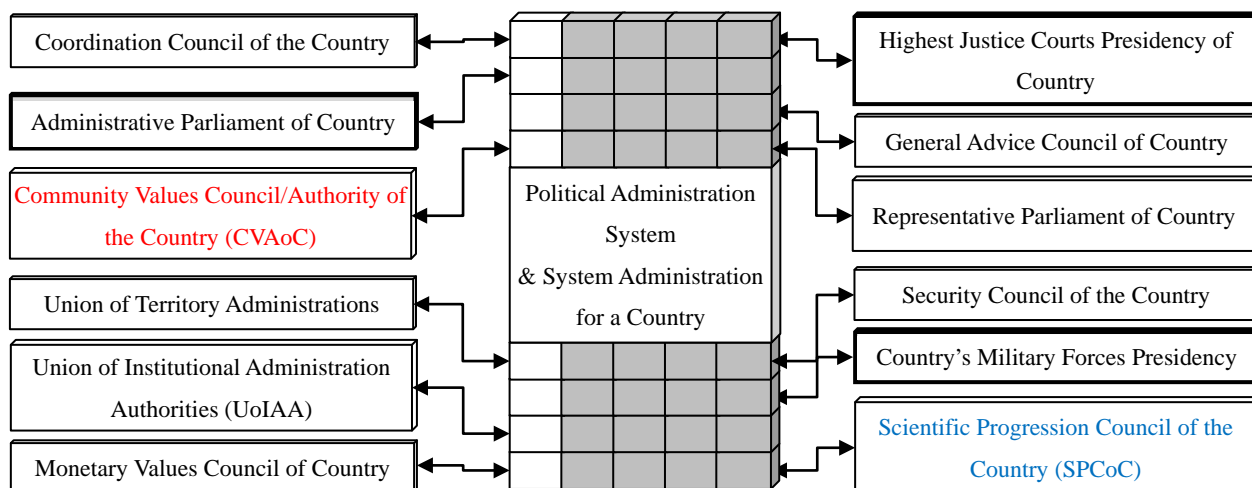 Coordination Council of the Country
Administrative Parliament of Country
Community Values Council/Authority of
the Country (CVAoC)
Union of Territory Administrations
Union of Institutional Administration
Authorities (UoIAA)
Monetary Values Council of Country
Political Administration
System
& System Administration
for a Country
Highest Justice Courts Presidency of
Country
General Advice Council of Country
Representative Parliament of Country
Security Council of the Country
Country’s Military Forces Presidency
Scientific Progression Council of the
Country (SPCoC)